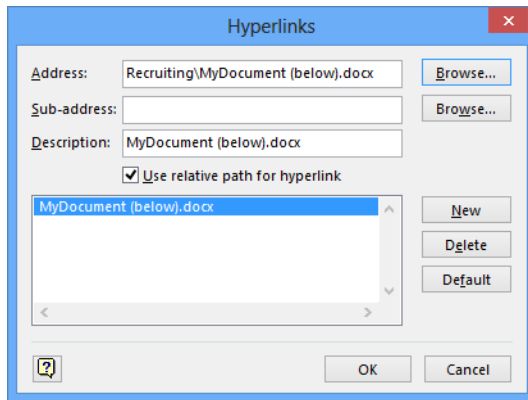 Hyperlinks
Address: Recruiting\MyDocument (below).docx Browse...
Sub-address: Browse...
Description: MyDocument (below).docx
Use relative path for hyperlink
MyDocument (below).docx
New
Delete
Default
OK Cancel